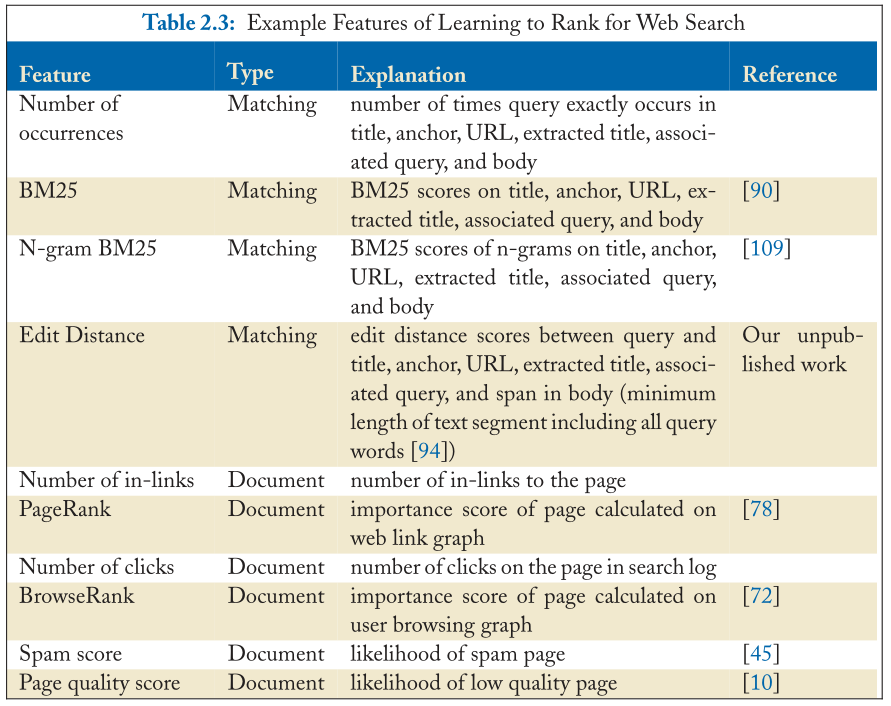 Table 2.3: Example Features of Learning to Rank for Web Search
Feature Type Explanation Reference
Number of Matching number of times query exactly occurs in
occurrences title, anchor, URL, extracted title, associ-
ated query, and body
BM25 Matching BM25 scores on title, anchor, URL, ex- [90]
tracted title, associated query, and body
N-gram BM25 Matching BM25 scores of n-grams on title, anchor, [109]
URL, extracted title, associated query,
and body
Edit Distance Matching edit distance scores between query and Our unpub-
title, anchor, URL, extracted title, associ- lished work
ated query, and span in body (minimum
length of text segment including all query
words [94])
Number of in-links Document number of in-links to the page
PageRank Document importance score of page calculated on [78]
web link graph
Number of clicks Document number of clicks on the page in search log
BrowseRank Document importance score of page calculated on [72]
user browsing graph
Spam score Document likelihood of spam page [45]
Page quality score Document likelihood of low quality page [10]